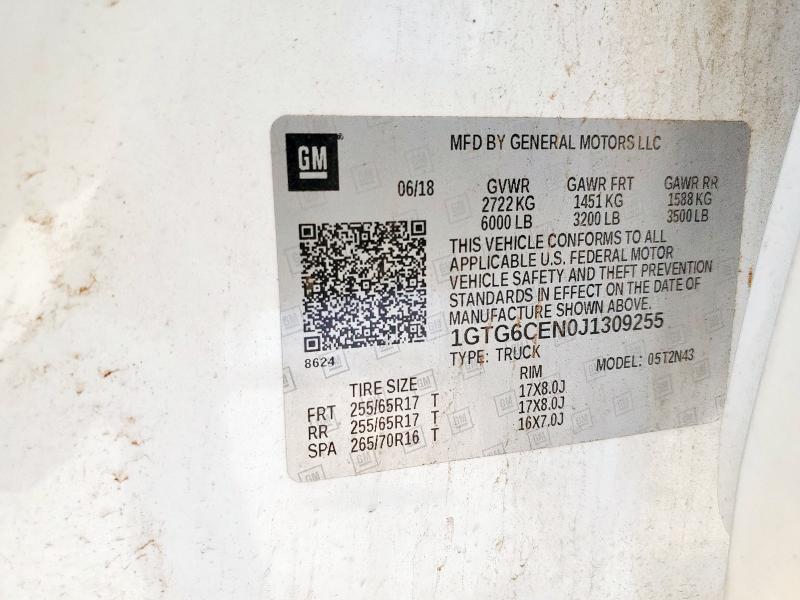 GM
MFD BY GENERAL MOTORS LLC
06/18 GVWR GAWR FRT GAWR RR
2722 KG 1451 KG 1588 KG
6000 LB 3200 LB 3500 LB
THIS VEHICLE CONFORMS TO ALL
APPLICABLE U.S. FEDERAL MOTOR
VEHICLE SAFETY AND THEFT PREVENTION
STANDARDS IN EFFECT ON THE DATE OF
MANUFACTURE SHOWN ABOVE.
1GTG6CEN0J1309255
8624
TYPE: TRUCK MODEL: 05T2N43
TIRE SIZE RIM
FRT 255/65R17 T 17X8.0J
RR 255/65R17 T 17X8.0J
SPA 265/70R16 T 16X7.0J